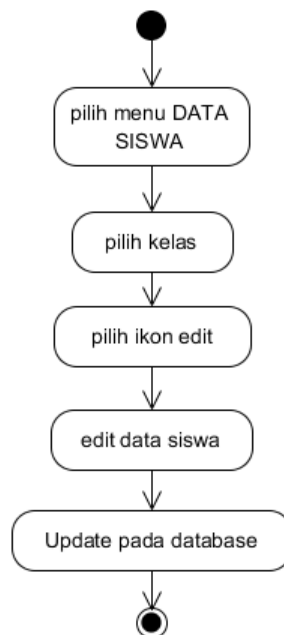 pilih menu DATA
SISWA
pilih kelas
pilih ikon edit
edit data siswa
Update pada database